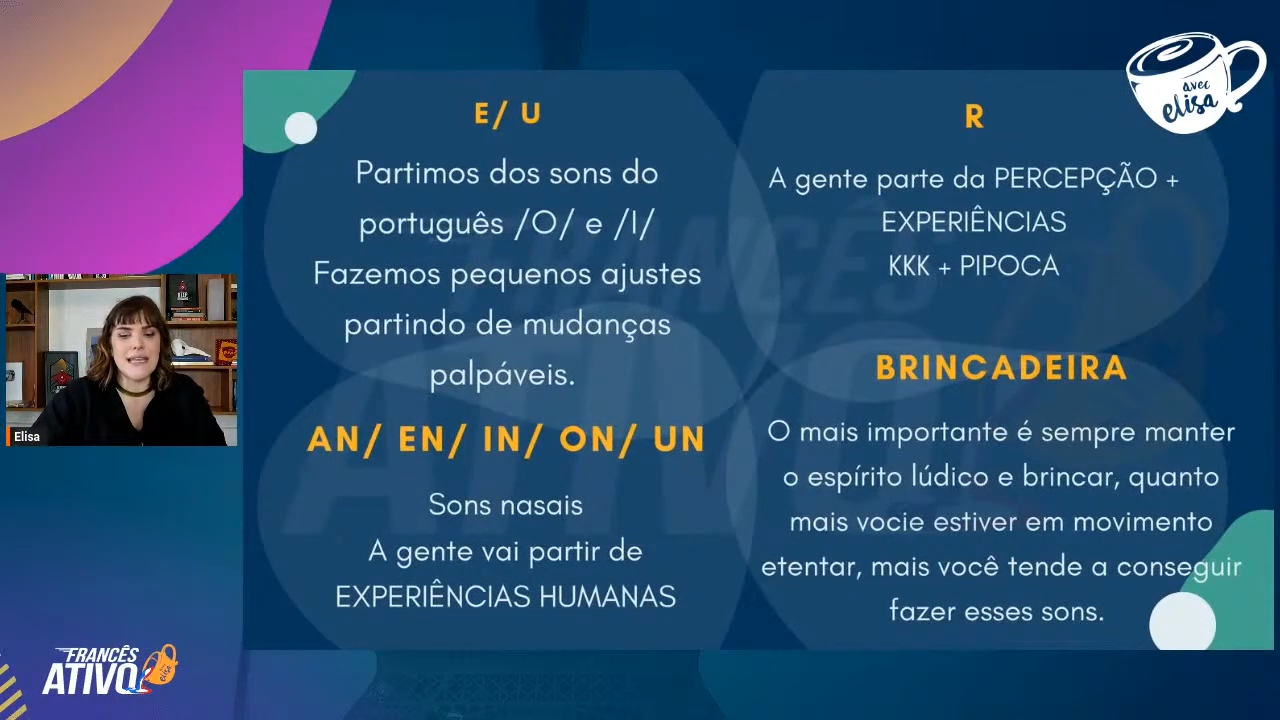 E/ U
Partimos dos sons do
português /O/ e /I/
Fazemos pequenos ajustes
partindo de mudanças
palpáveis.
AN/ EN/ IN/ ON/ UN
Sons nasais
A gente vai partir de
EXPERIÊNCIAS HUMANAS
R
A gente parte da PERCEPÇÃO +
EXPERIÊNCIAS
KKK + PIPOCA
BRINCADEIRA
O mais importante é sempre manter
o espírito lúdico e brincar, quanto
mais vocie estiver em movimento
etentar, mais você tende a conseguir
fazer esses sons.
avec
elisa
Elisa
FRANCÊS
ATIVO
FRANCÊS
ATIVO